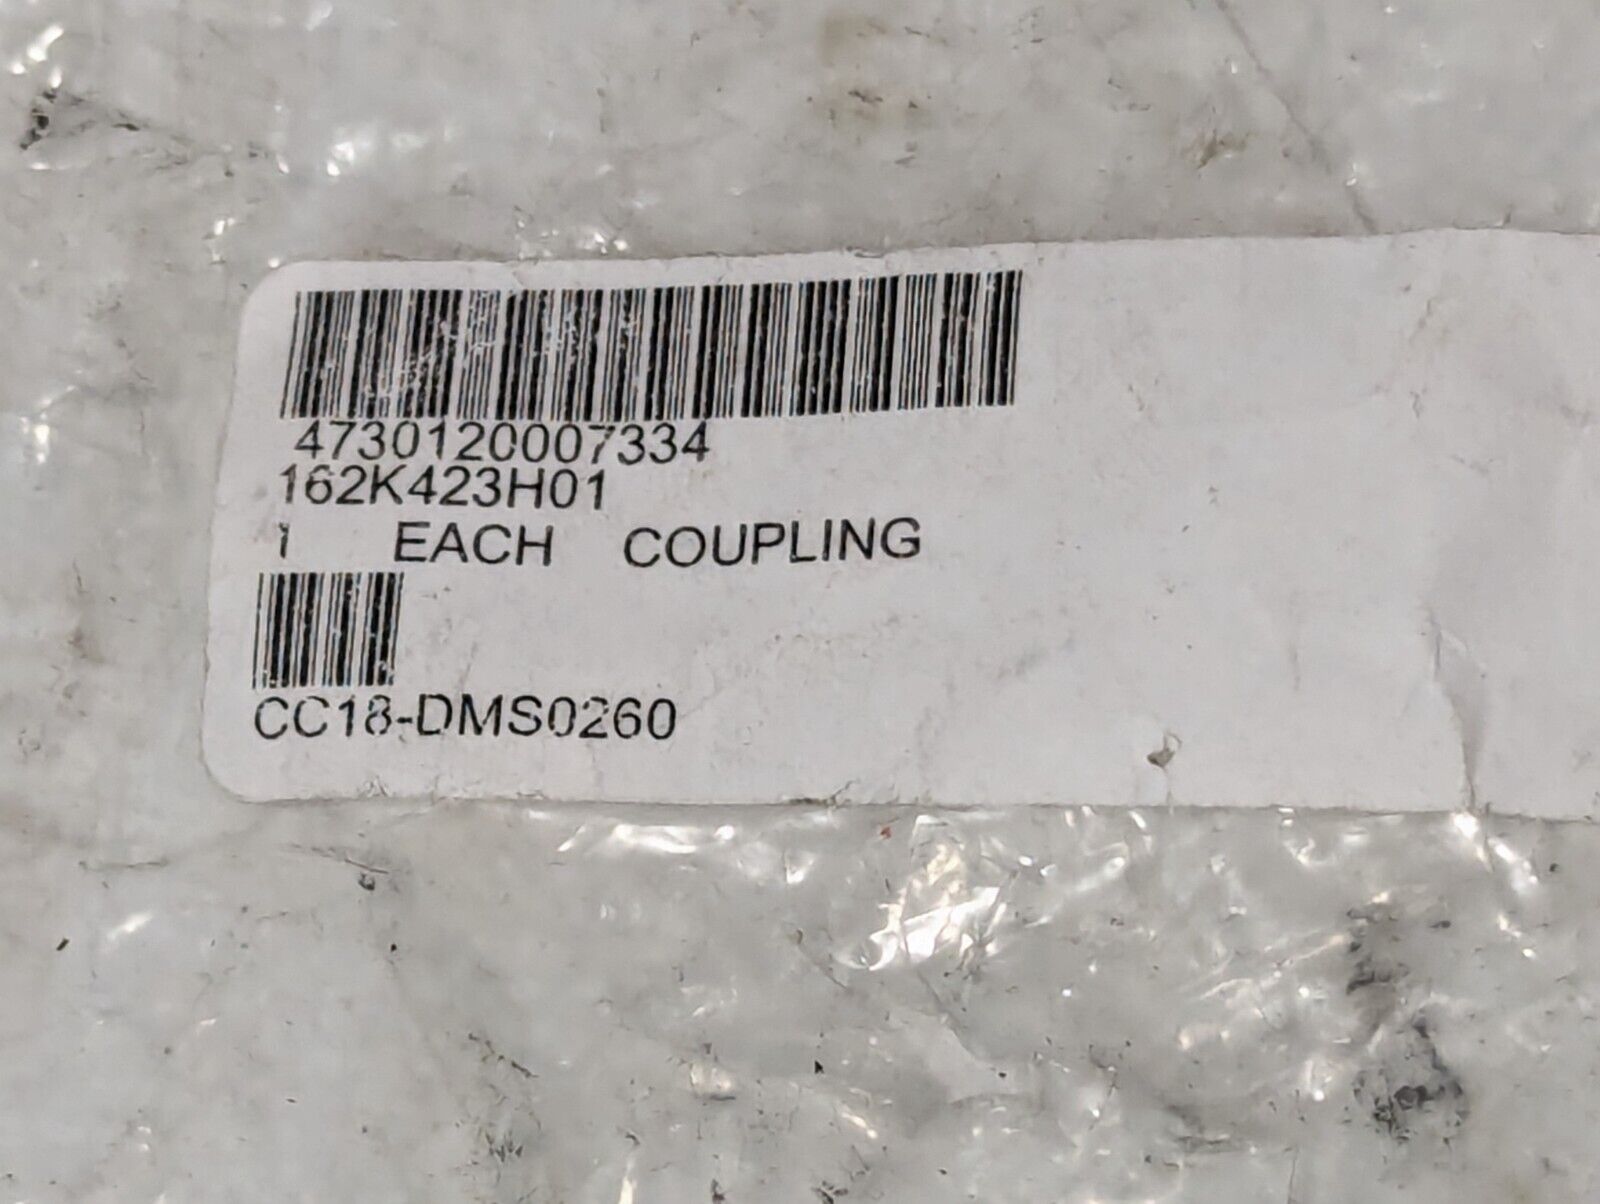 4730120007334
162K423H01
1 EACH COUPLING
CC18-DMS0260